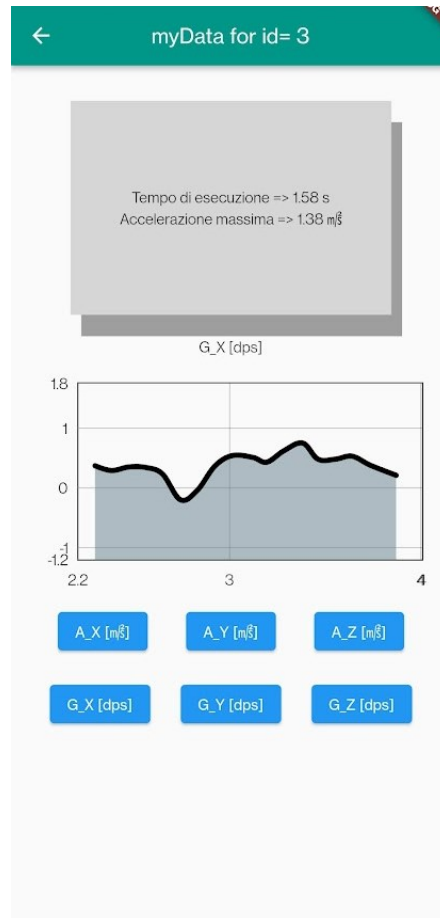 myData for id= 3
Tempo di esecuzione => 1.58 s
Accelerazione massima => 1.38 ㎨
G_X [dps]
1.8
1
0
-1
-1.2
2.2 3 4
A_X [㎨] A_Y [㎨] A_Z [㎨]
G_X [dps] G_Y [dps] G_Z [dps]